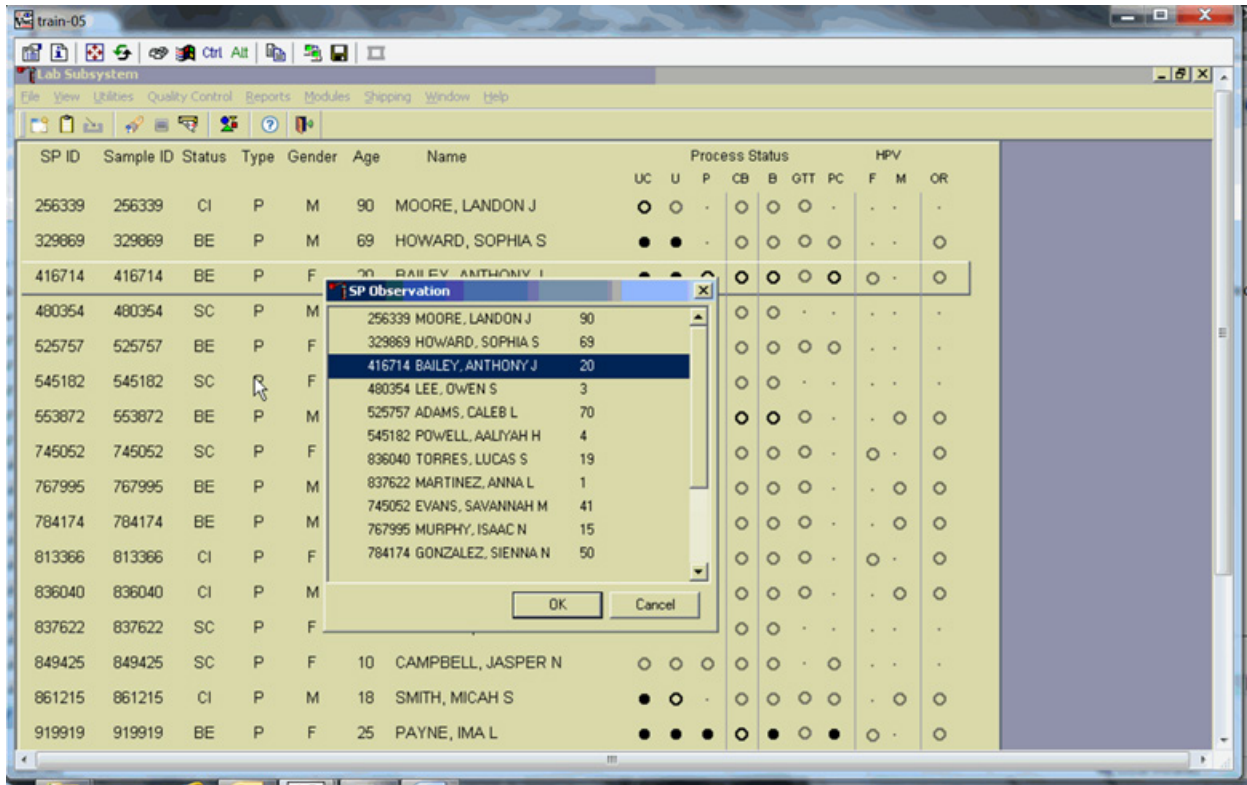 train-05
Ctrl Alt
Lab Subsystem
File View Utilities Quality Control Reports Modules Shipping Window Help
SP ID Sample ID Status Type Gender Age Name Process Status HPV
UC U P CB B GTT PC F M OR
256339 256339 CI P M 90 MOORE, LANDON J
329869 329869 BE P M 69 HOWARD, SOPHIA S
416714 416714 BE P F 20 BAILEY, ANTHONY J
480354 480354 SC P M
525757 525757 BE P F
545182 545182 SC P F
553872 553872 BE P M
745052 745052 SC P F
767995 767995 BE P M
784174 784174 BE P M
813366 813366 CI P F
836040 836040 CI P M
837622 837622 SC P F
849425 849425 SC P F 10 CAMPBELL, JASPER N
861215 861215 CI P M 18 SMITH, MICAH S
919919 919919 BE P F 25 PAYNE, IMA L
SP Observation
256339 MOORE, LANDON J 90
329869 HOWARD, SOPHIA S 69
416714 BAILEY, ANTHONY J 20
480354 LEE, OWEN S 3
525757 ADAMS, CALEB L 70
545182 POWELL, AALIYAH H 4
836040 TORRES, LUCAS S 19
837622 MARTINEZ, ANNA L 1
745052 EVANS, SAVANNAH M 41
767995 MURPHY, ISAAC N 15
784174 GONZALEZ, SIENNA N 50
OK Cancel